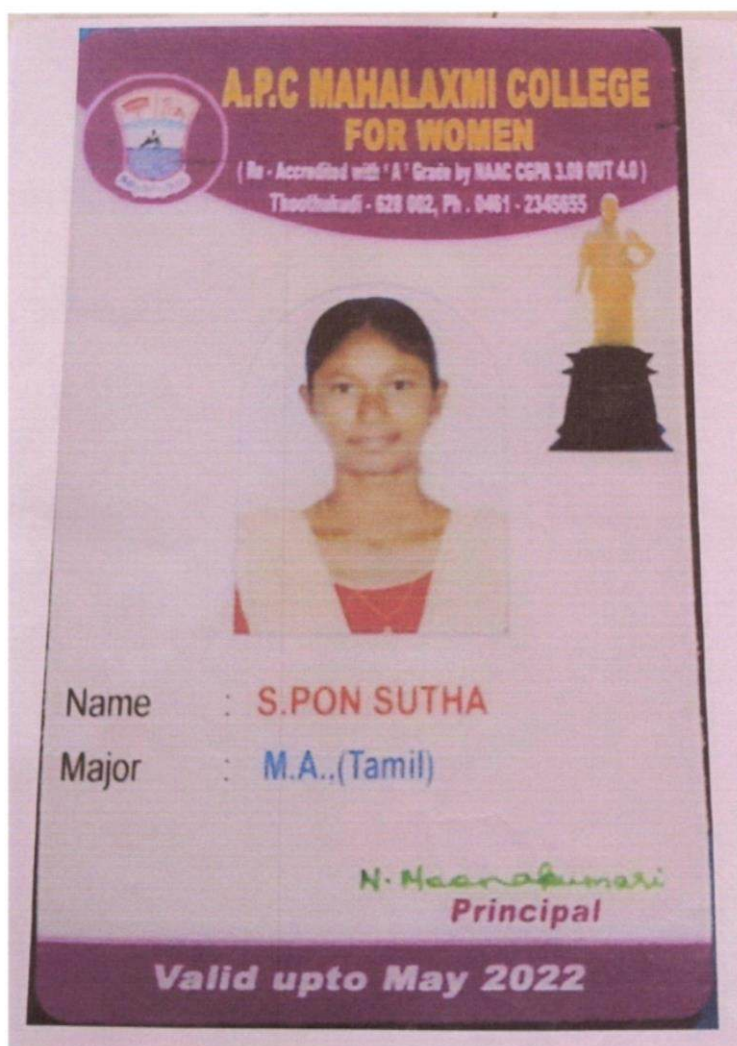 A.P.C MAHALAXMI COLLEGE
FOR WOMEN
( Re - Accredited with 'A' Grade by NAAC CGPA 3.09 OUT 4.0 )
Thoothukudi - 628 002, Ph . 0461 - 2345655
Name : S.PON SUTHA
Major : M.A.,(Tamil)
Principal
Valid upto May 2022